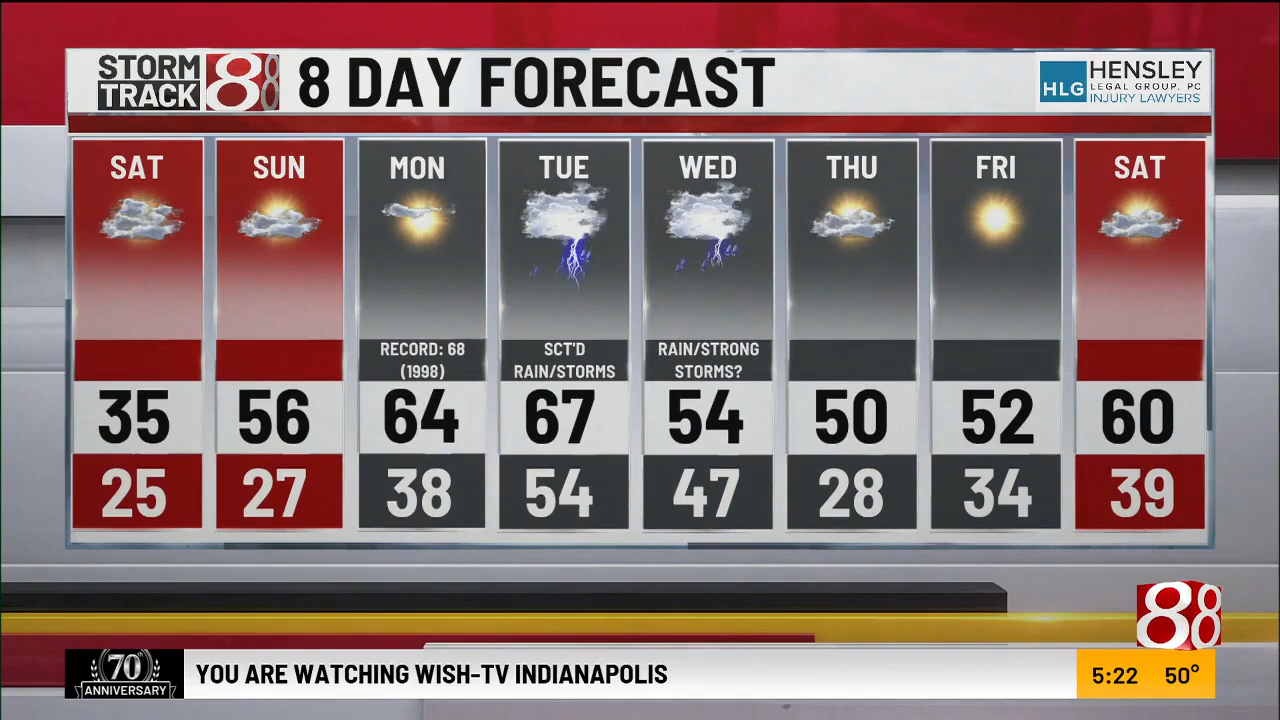 STORM
TRACK
8
8 DAY FORECAST
HLG
HENSLEY
LEGAL GROUP, PC
INJURY LAWYERS
SAT
SUN
MON
TUE
WED
THU
FRI
SAT
RECORD: 68
(1998)
SCT'D
RAIN/STORMS
RAIN/STRONG
STORMS?
35 56 64 67 54 50 52 60
25 27 38 54 47 28 34 39
8
70th
ANNIVERSARY
YOU ARE WATCHING WISH-TV INDIANAPOLIS
5:22 50°